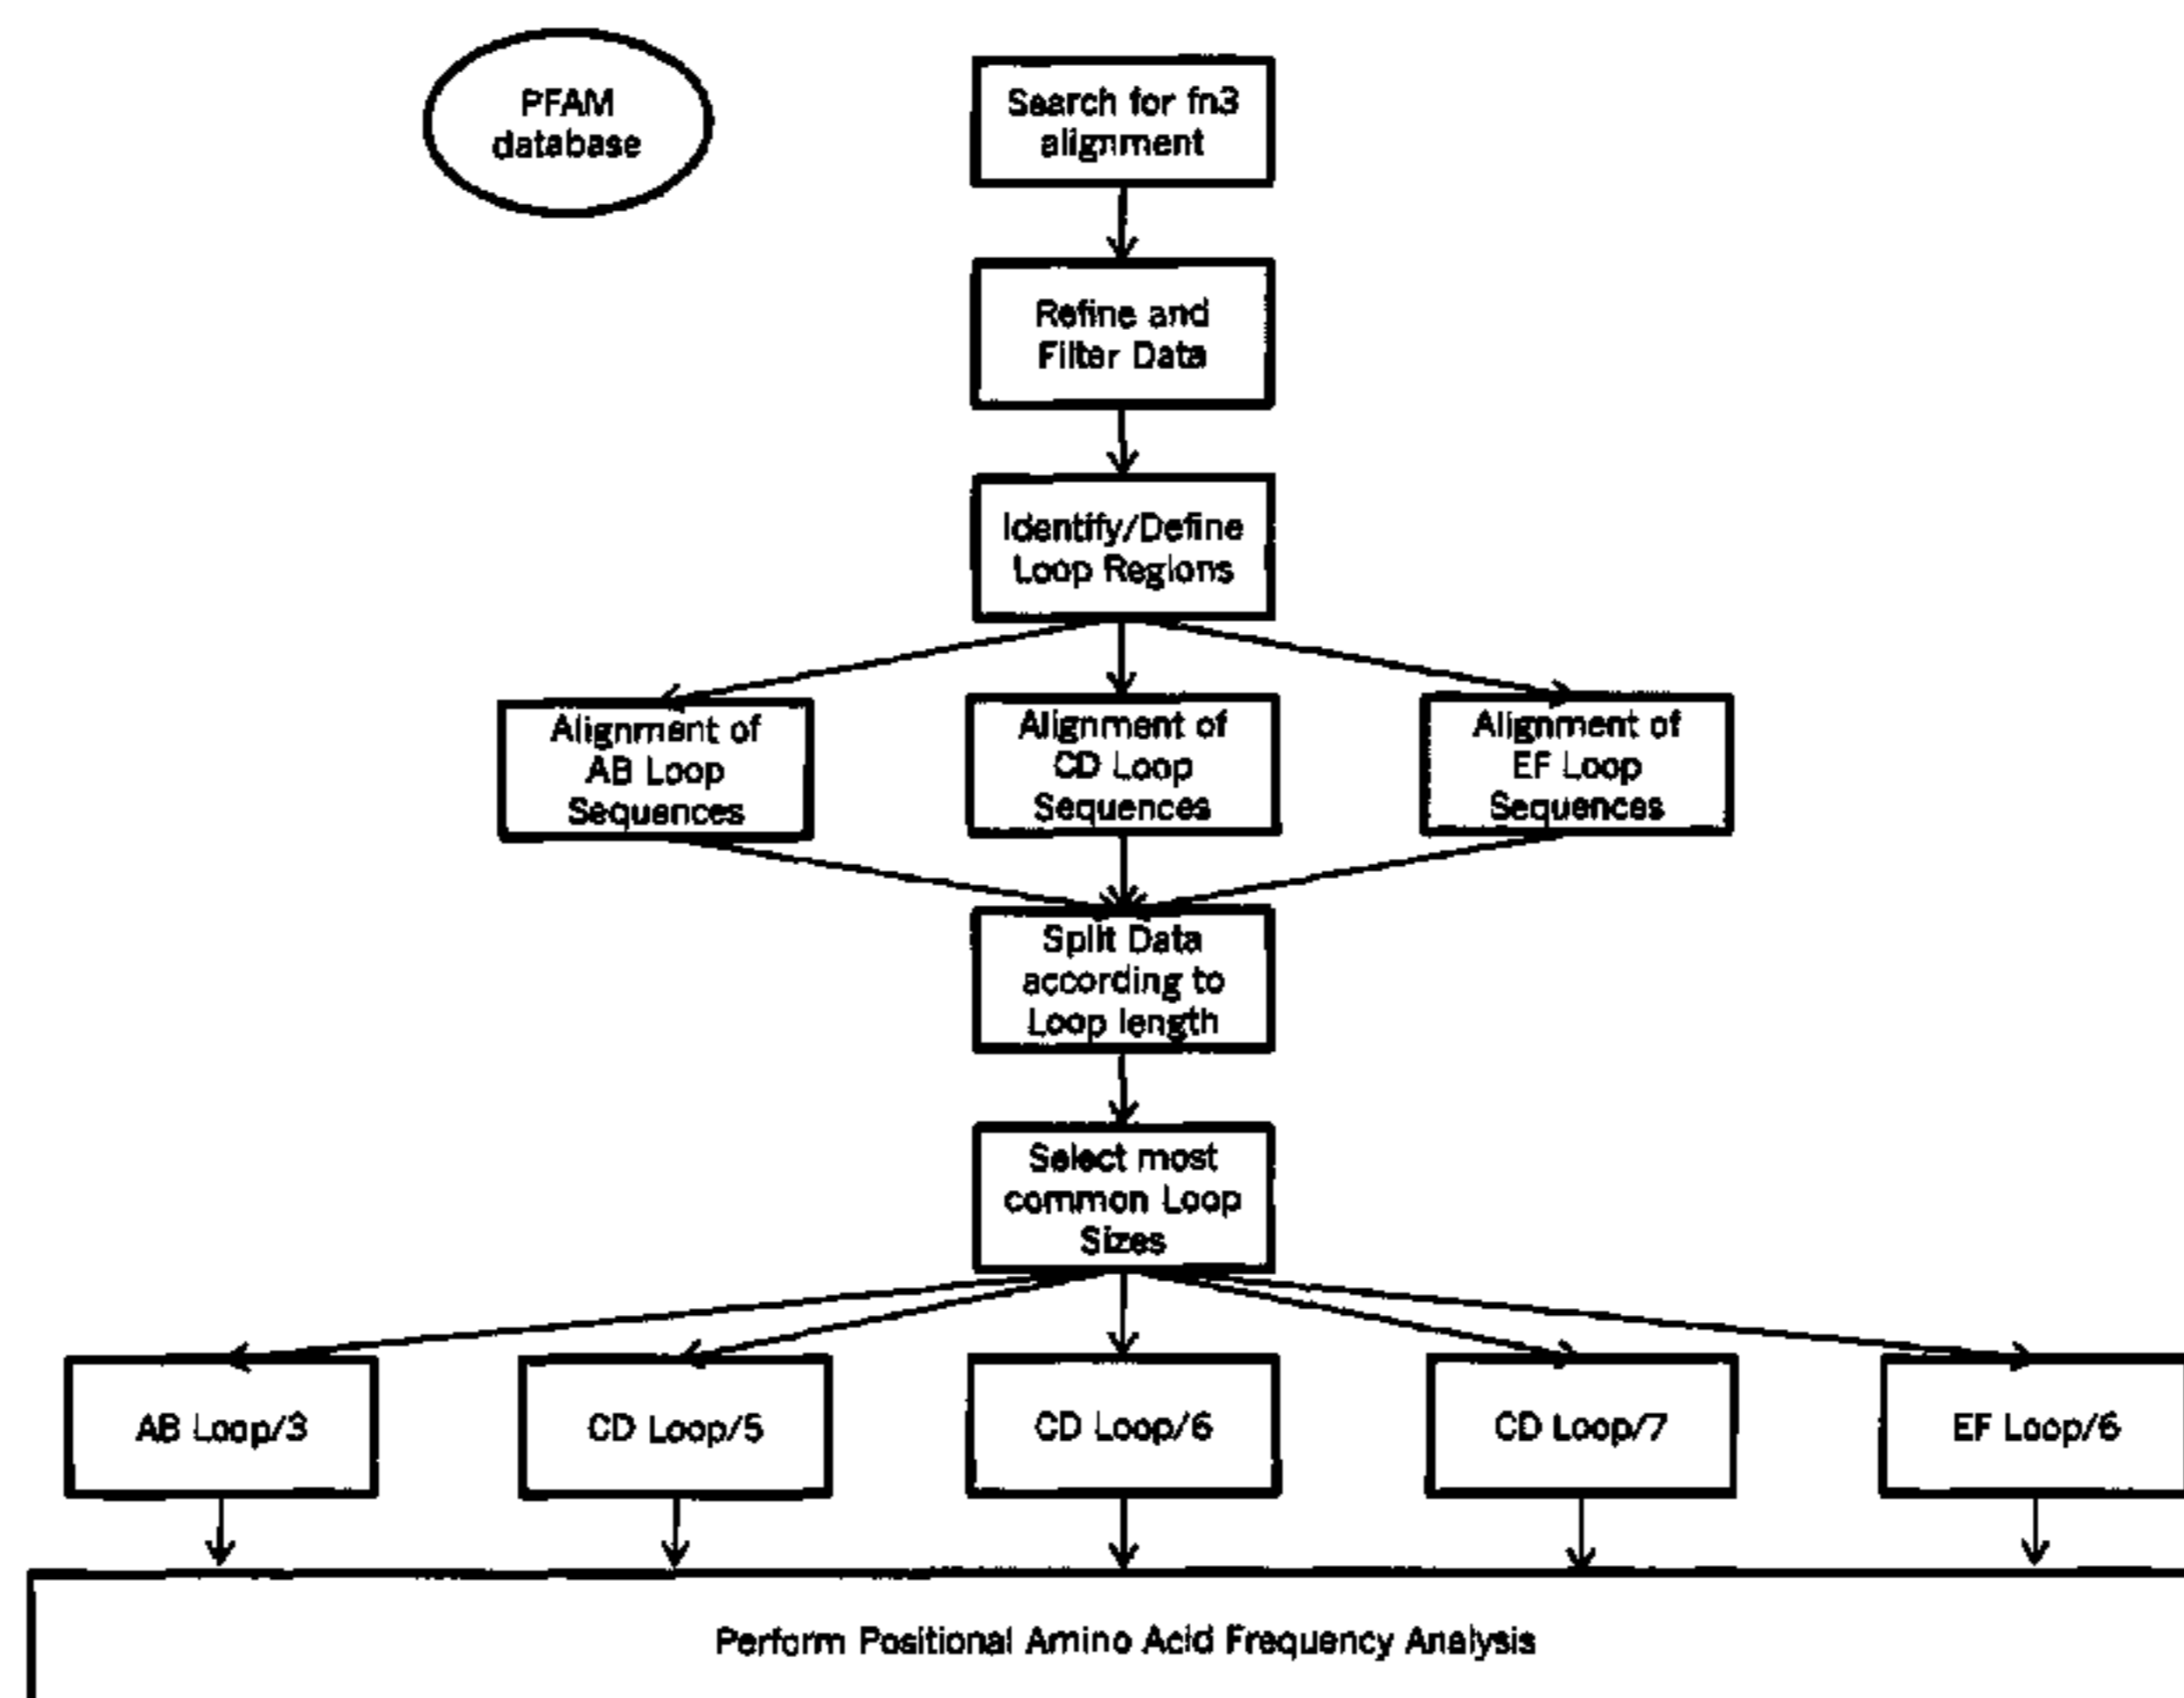 PFAM
database
Search for fn3
alignment
Refine and
Filter Data
Identify/Define
Loop Regions
Alignment of
AB Loop
Sequences
Alignment of
CD Loop
Sequences
Alignment of
EF Loop
Sequences
Split Data
according to
Loop length
Select most
common Loop
Sizes
AB Loop/3
CD Loop/5
CD Loop/6
CD Loop/7
EF Loop/6
Perform Positional Amino Acid Frequency Analysis